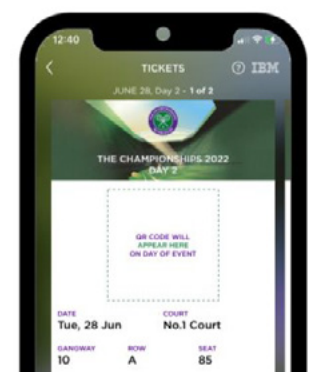 12:40
TICKETS
IBM
JUNE 28, Day 2 - 1 of 2
THE CHAMPIONSHIPS 2022
DAY 2
QR CODE WILL
APPEAR HERE
ON DAY OF EVENT
DATE COURT
Tue, 28 Jun No.1 Court
GANGWAY ROW SEAT
10 A 85